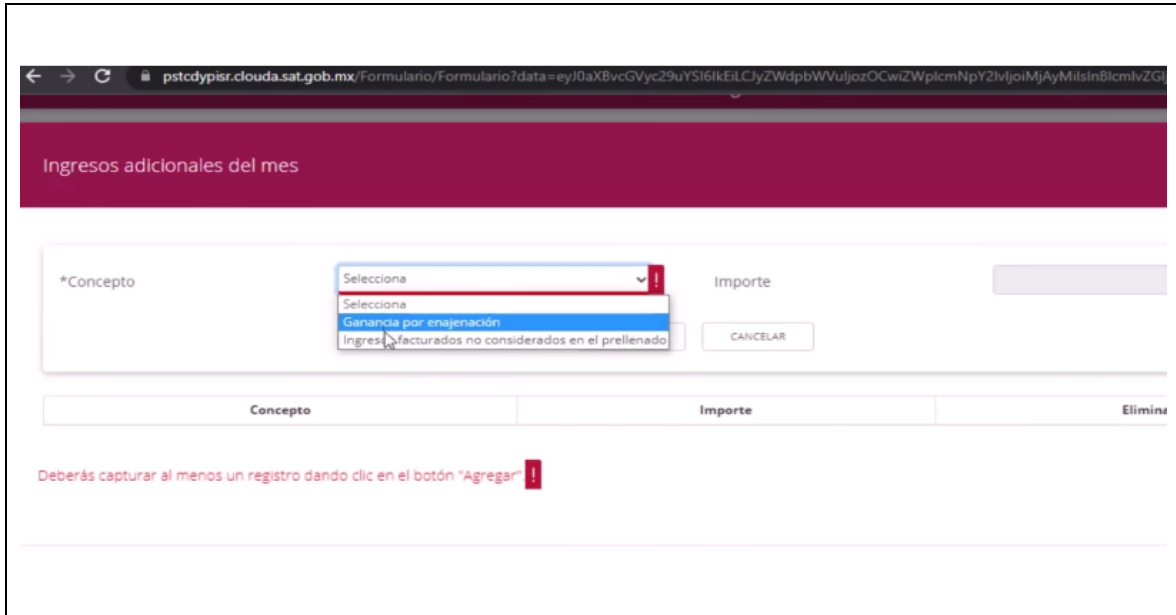 pstcdypisr.clouda.sat.gob.mx/Formulario/Formulario?data=
Ingresos adicionales del mes
*Concepto
Selecciona
!
Importe
Selecciona
Ganancia por enajenación
Ingresos facturados no considerados en el prellenado
CANCELAR
Concepto Importe Elimina
Deberás capturar al menos un registro dando clic en el botón "Agregar". !